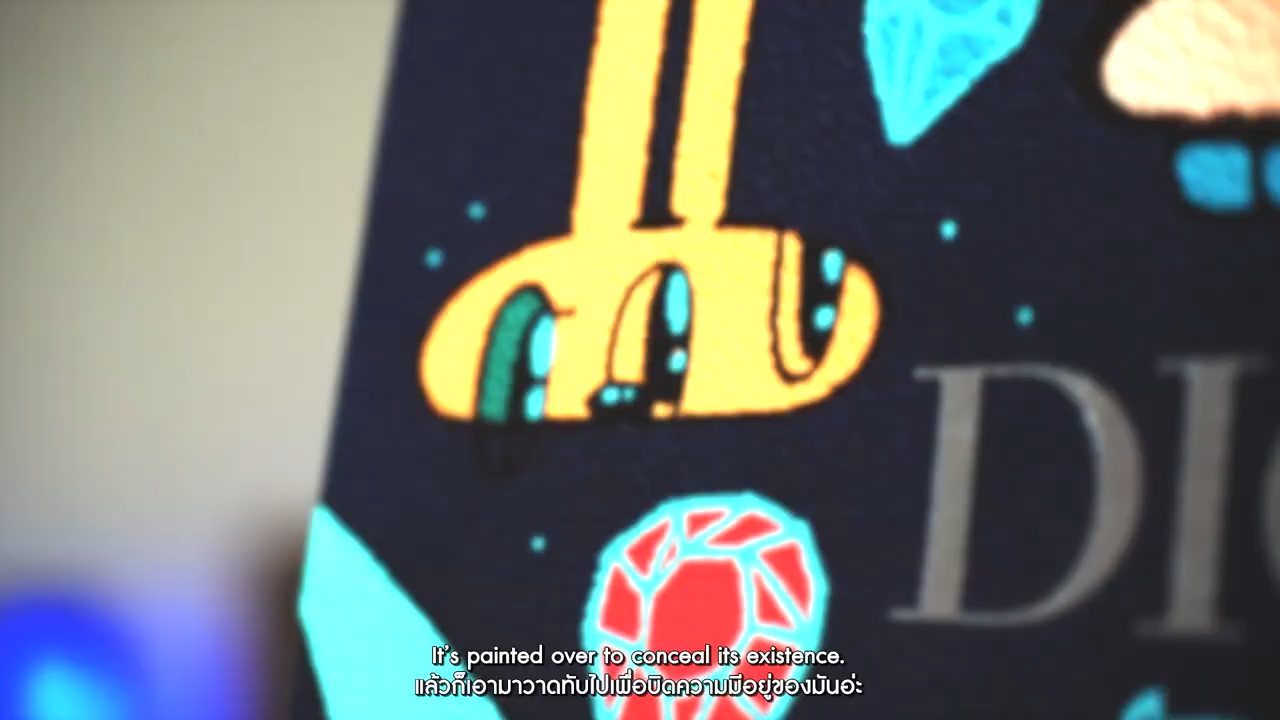 DI
It's painted over to conceal its existence.
แล้วก็เอามาวาดทับไปเพื่อบิดความมีอยู่ของมันอ่ะ